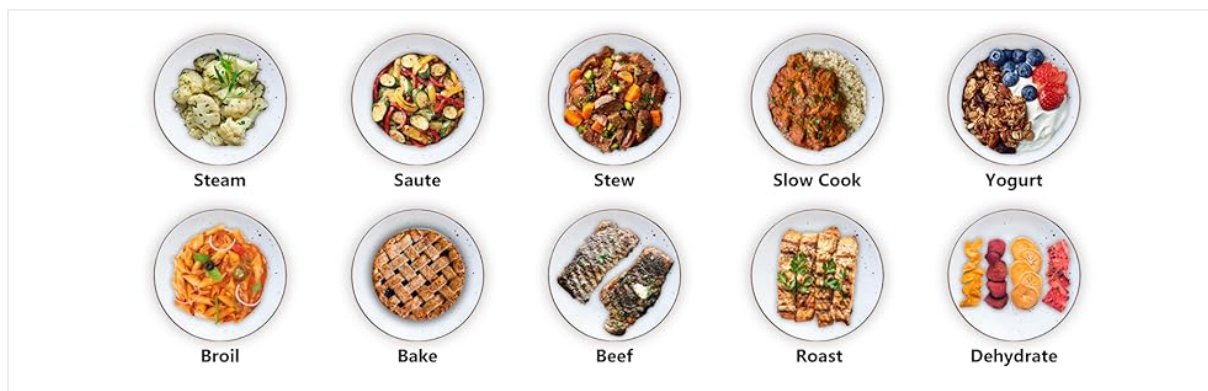 Steam
Saute
Stew
Slow Cook
Yogurt
Broil
Bake
Beef
Roast
Dehydrate